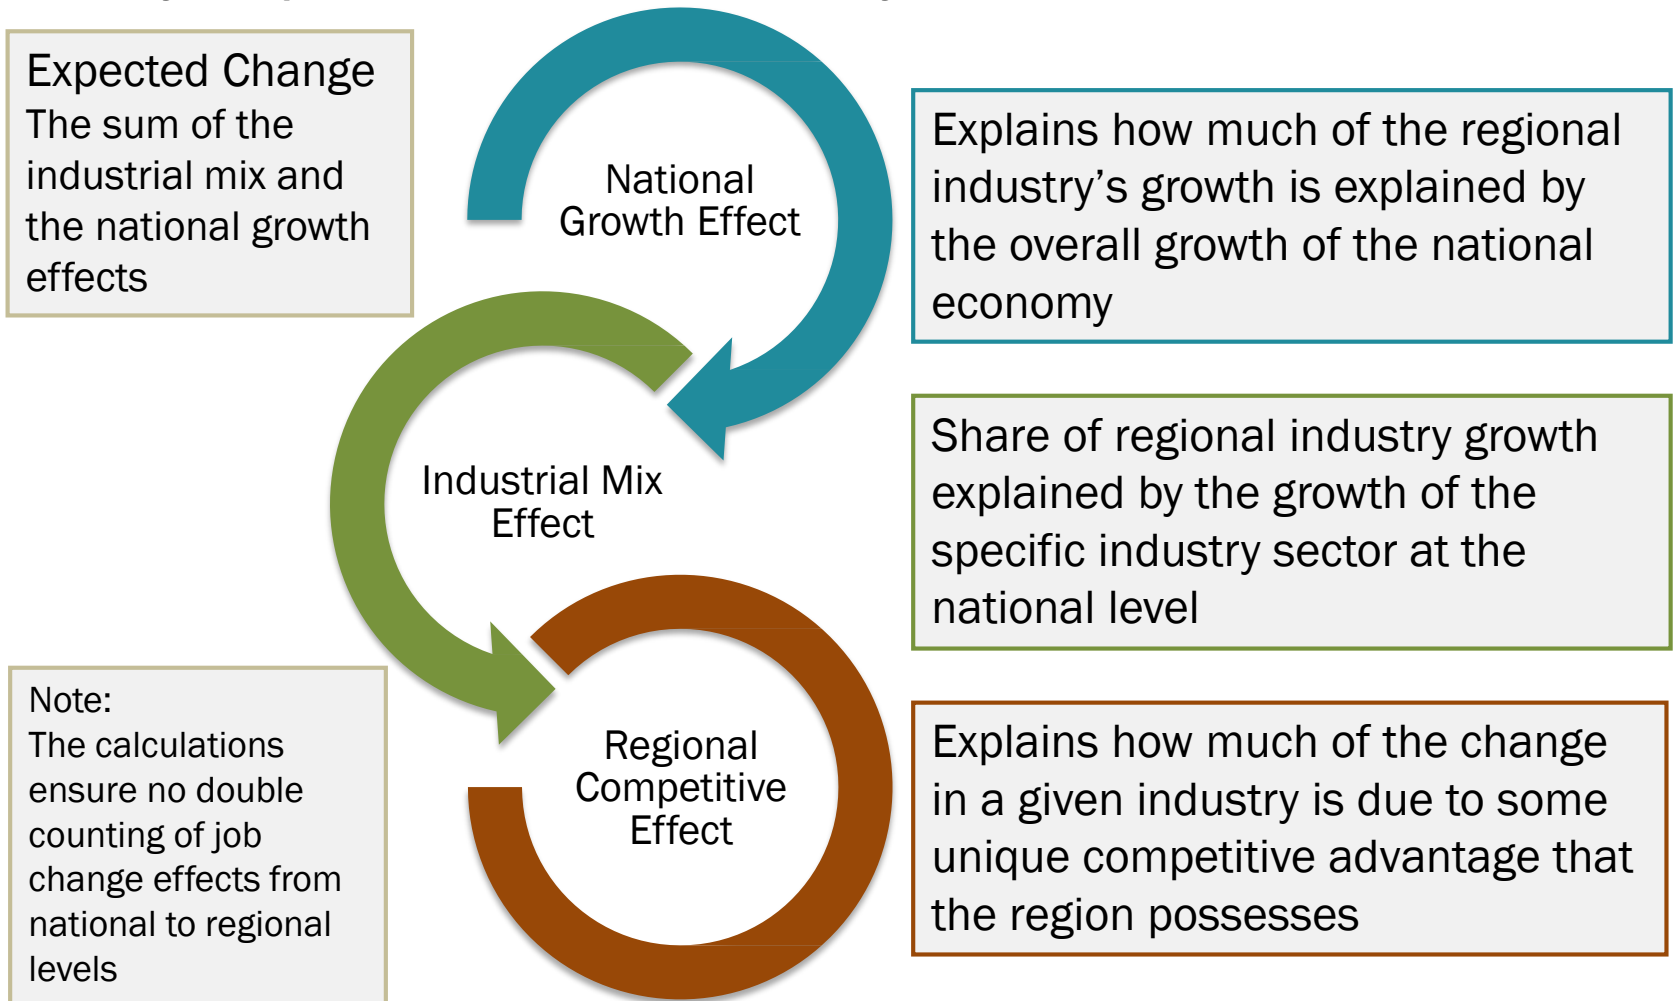 Expected Change
The sum of the
industrial mix and
the national growth
effects
National
Growth Effect
Explains how much of the regional
industry’s growth is explained by
the overall growth of the national
economy
Industrial Mix
Effect
Share of regional industry growth
explained by the growth of the
specific industry sector at the
national level
Note:
The calculations
ensure no double
counting of job
change effects from
national to regional
levels
Regional
Competitive
Effect
Explains how much of the change
in a given industry is due to some
unique competitive advantage that
the region possesses